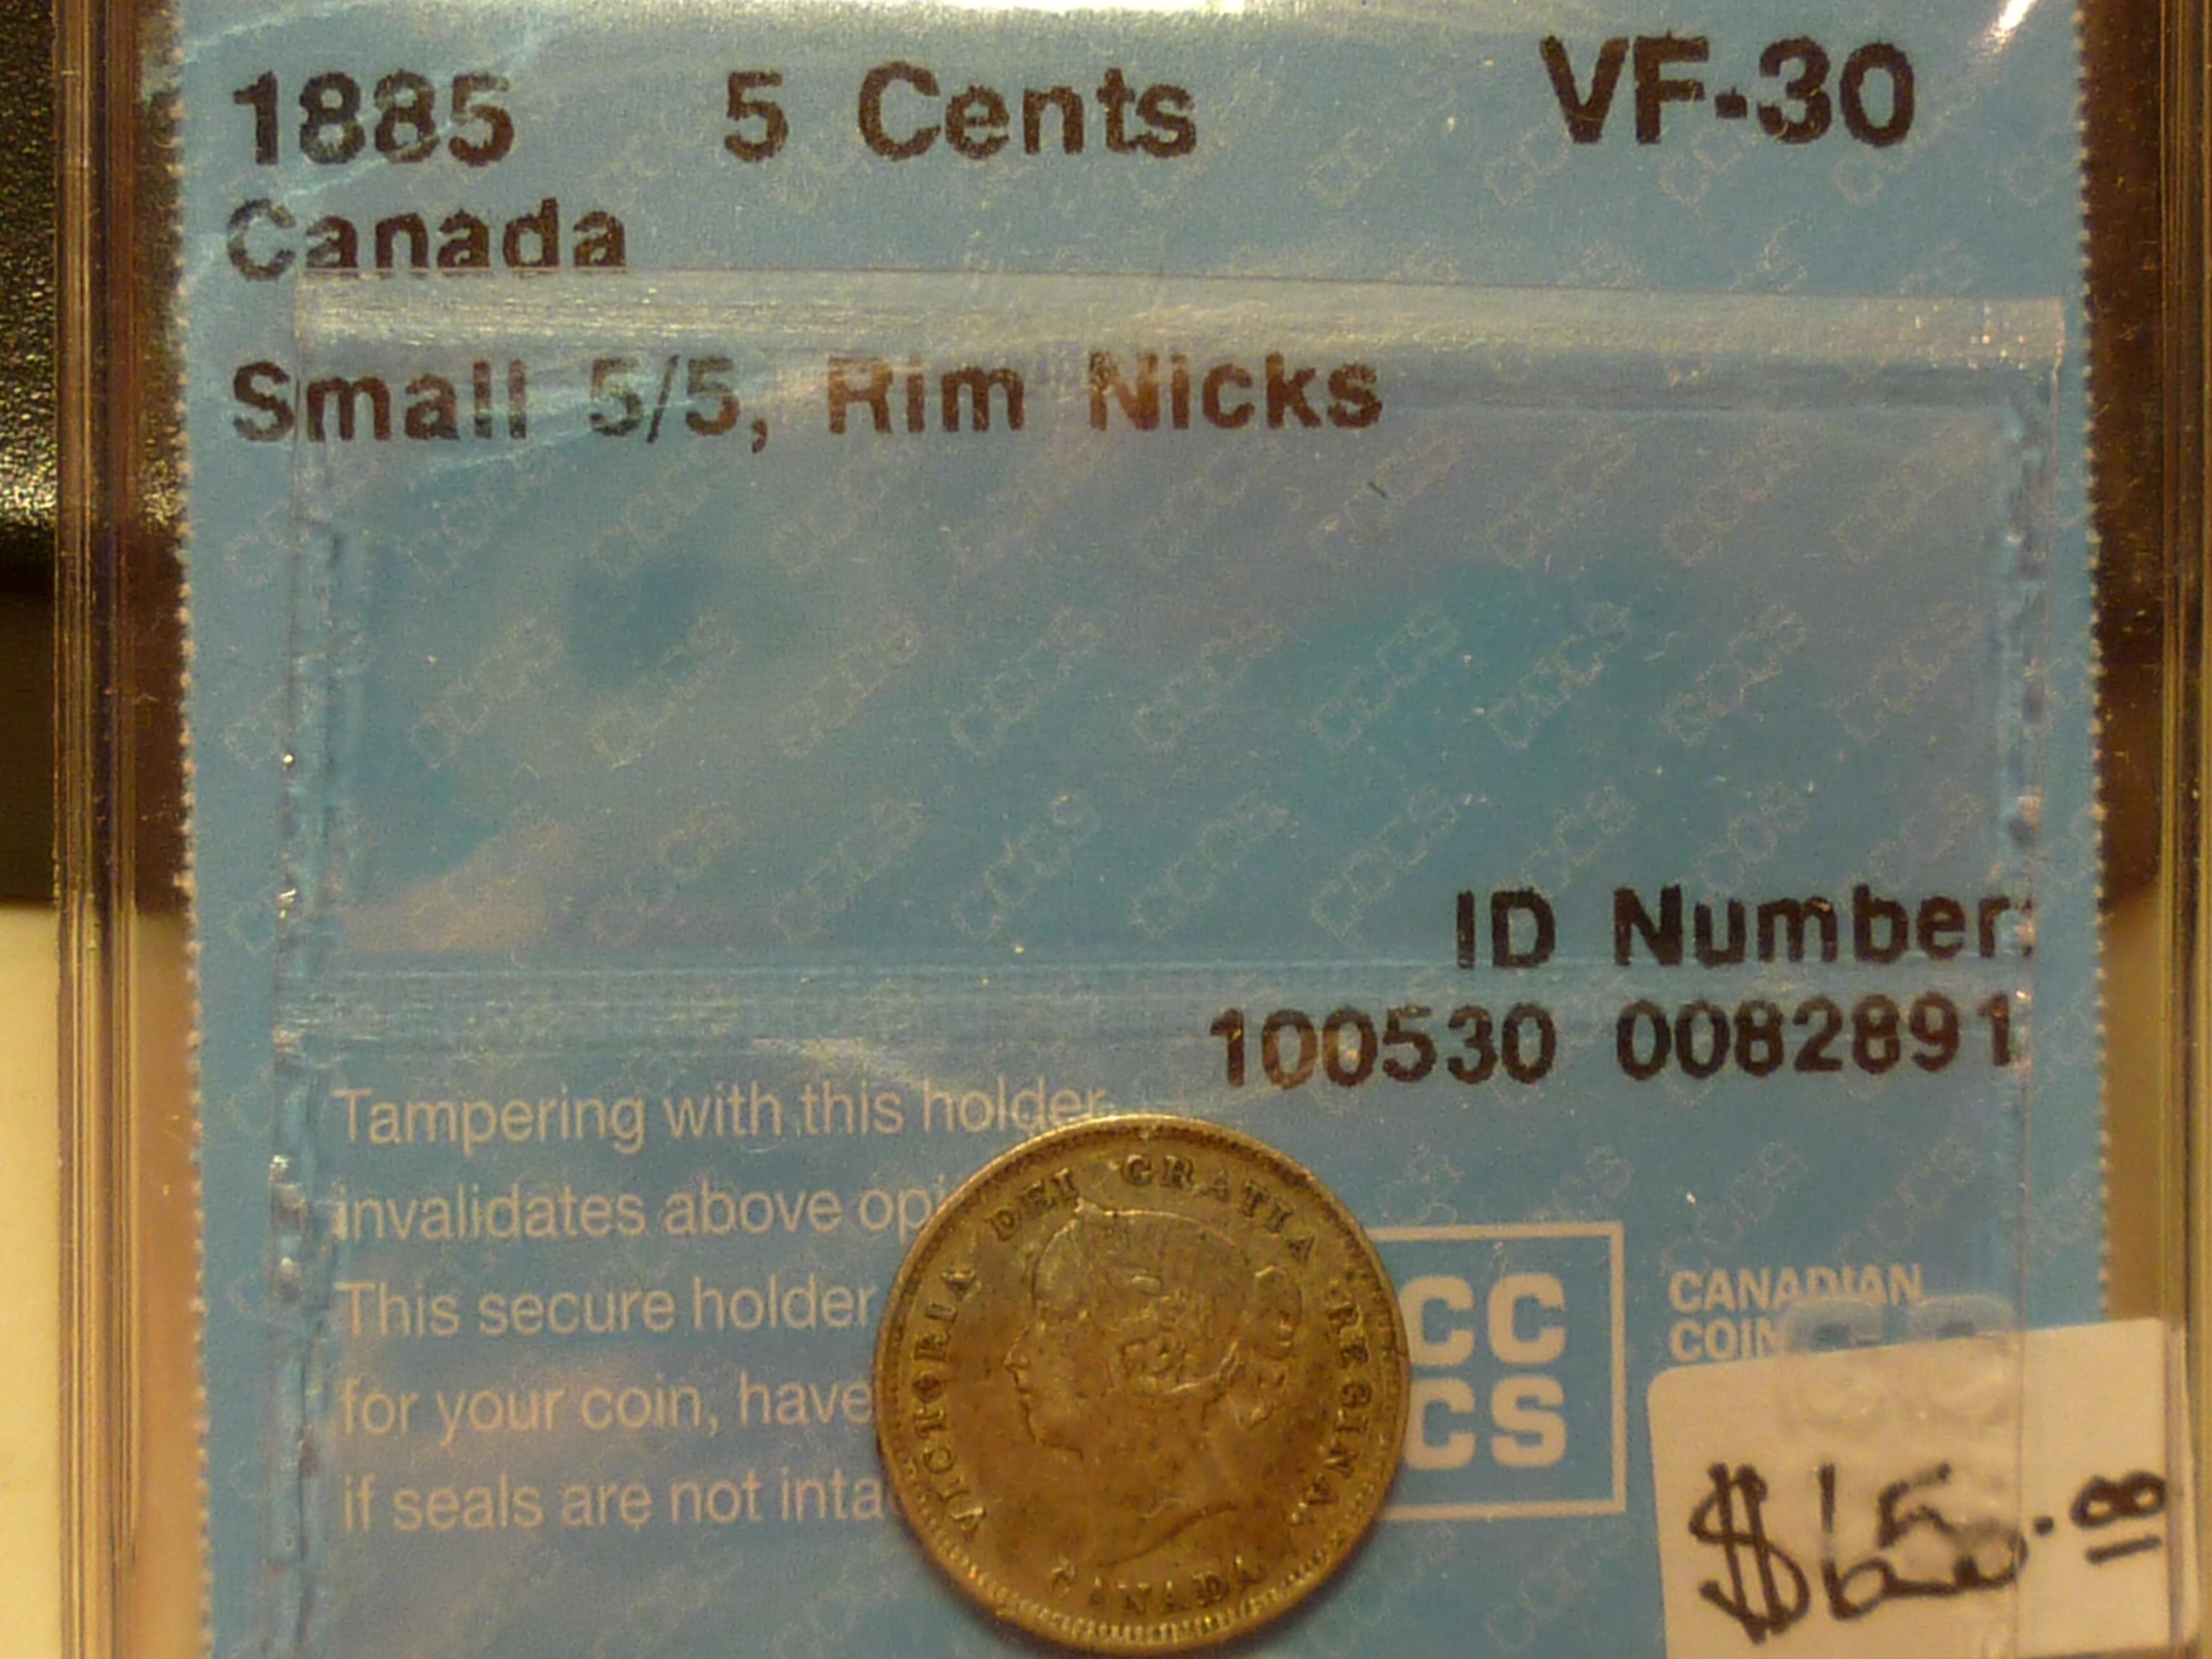 1885 5 Cents VF-30
Canada
Small 5/5, Rim Nicks
ID Number:
100530 0082891
Tampering with this holder
invalidates above
This secure holder
for your coin, have
if seals are not
VICTORIA DEI GRATIA REGINA
CANADA
CC
CS
CANADIAN
COIN
$65.00